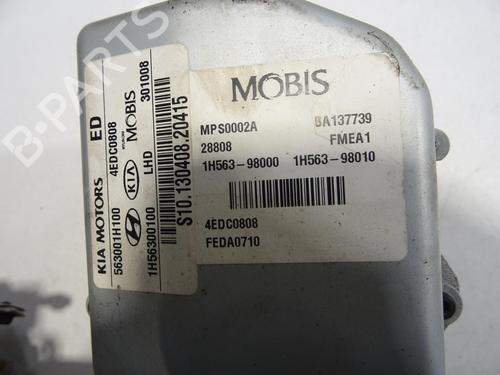 KIA MOTORS ED
563001H100 4EDC0808
HYUNDAI KIA MOBIS 301008
1H56300100 LHD
S10.130408.20415
MOBIS
MPS0002A BA137739
28808 FMEA1
1H563-98000 1H563-98010
4EDC0808
FEDA0710
B-PARTS